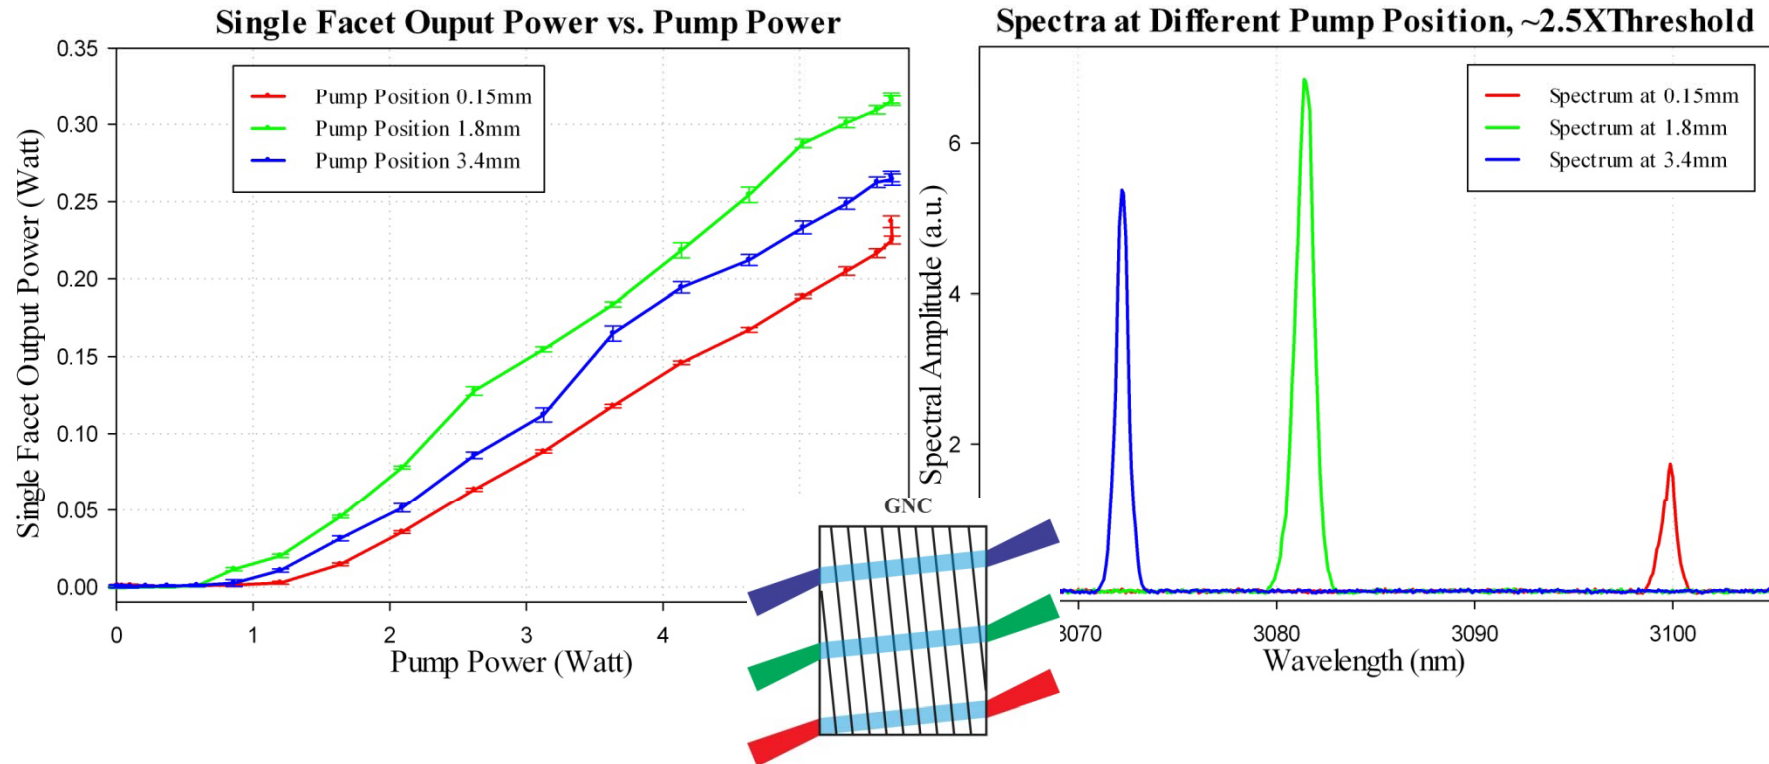 Single Facet Ouput Power vs. Pump Power
0.35
0.30
0.25
0.20
0.15
0.10
0.05
0.00
Single Facet Output Power (Watt)
Pump Position 0.15mm
Pump Position 1.8mm
Pump Position 3.4mm
0 1 2 3 4
Pump Power (Watt)
GNC
Spectra at Different Pump Position, ~2.5XThreshold
6
4
2
Spectral Amplitude (a.u.)
Spectrum at 0.15mm
Spectrum at 1.8mm
Spectrum at 3.4mm
3070 3080 3090 3100
Wavelength (nm)